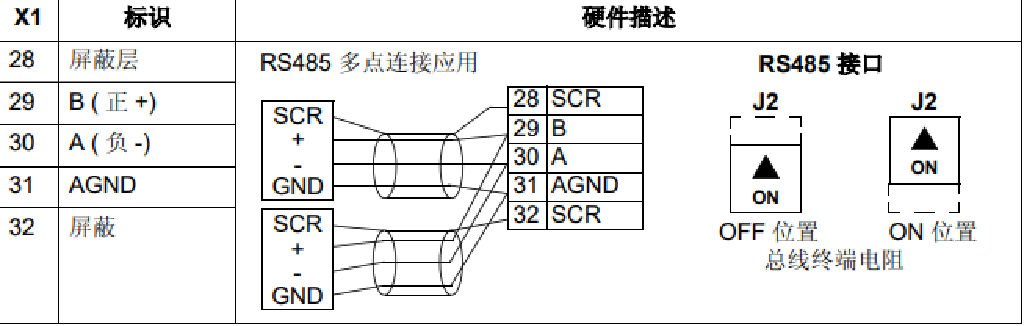 X1 标识 硬件描述
28 屏蔽层
29 B ( 正 +)
30 A ( 负 -)
31 AGND
32 屏蔽
RS485 多点连接应用
SCR
+
-
GND
SCR
+
-
GND
28 SCR
29 B
30 A
31 AGND
32 SCR
RS485 接口
J2 J2
ON ON
OFF 位置 ON 位置
总线终端电阻